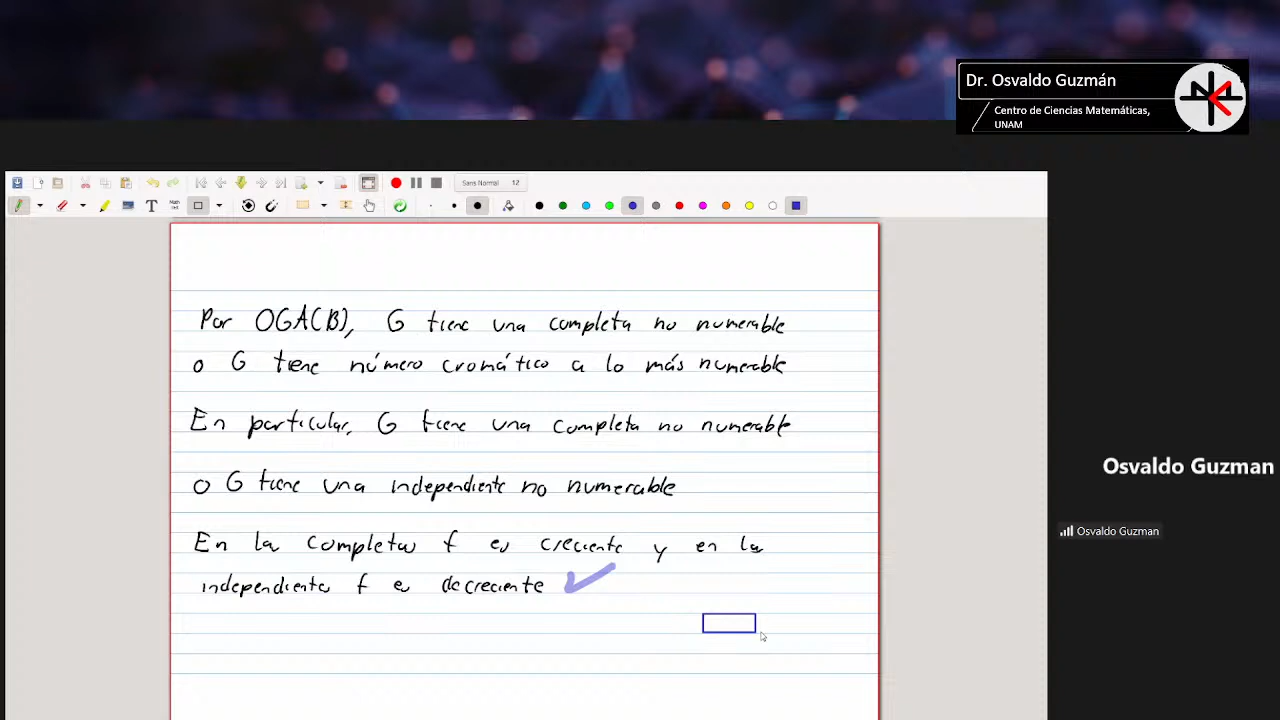 Dr. Osvaldo Guzmán
Centro de Ciencias Matemáticas,
UNAM
Sans Normal 12
Por OGA(B), G tiene una completa no numerable
o G tiene número cromático a lo más numerable
En particular, G tiene una completa no numerable
o G tiene una independiente no numerable
En la completa f es creciente y en la
independiente f es decreciente
Osvaldo Guzman
Osvaldo Guzman